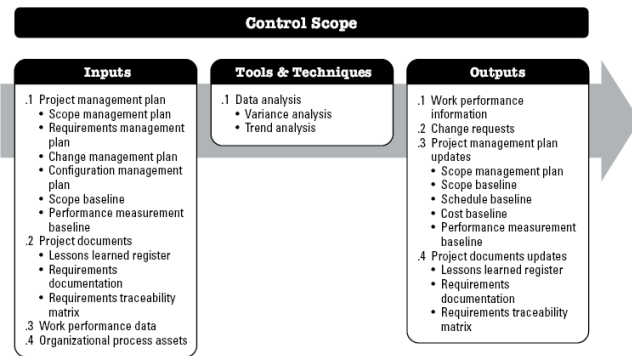 Control Scope
Inputs
.1 Project management plan
• Scope management plan
• Requirements management
plan
• Change management plan
• Configuration management
plan
• Scope baseline
• Performance measurement
baseline
.2 Project documents
• Lessons learned register
• Requirements
documentation
• Requirements traceability
matrix
.3 Work performance data
.4 Organizational process assets
Tools & Techniques
.1 Data analysis
• Variance analysis
• Trend analysis
Outputs
.1 Work performance
information
.2 Change requests
.3 Project management plan
updates
• Scope management plan
• Scope baseline
• Schedule baseline
• Cost baseline
• Performance measurement
baseline
.4 Project documents updates
• Lessons learned register
• Requirements
documentation
• Requirements traceability
matrix